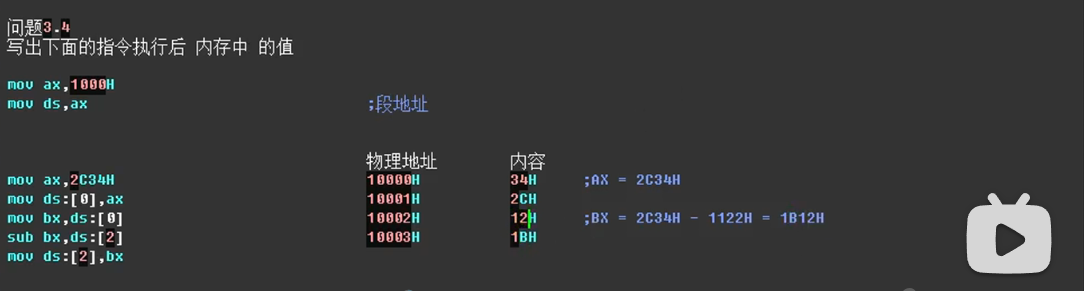 问题3.4
写出下面的指令执行后 内存中 的值
mov ax,1000H
mov ds,ax ;段地址
物理地址 内容
mov ax,2C34H 10000H 34H ;AX = 2C34H
mov ds:[0],ax 10001H 2CH
mov bx,ds:[0] 10002H 12H ;BX = 2C34H - 1122H = 1B12H
sub bx,ds:[2] 10003H 1BH
mov ds:[2],bx